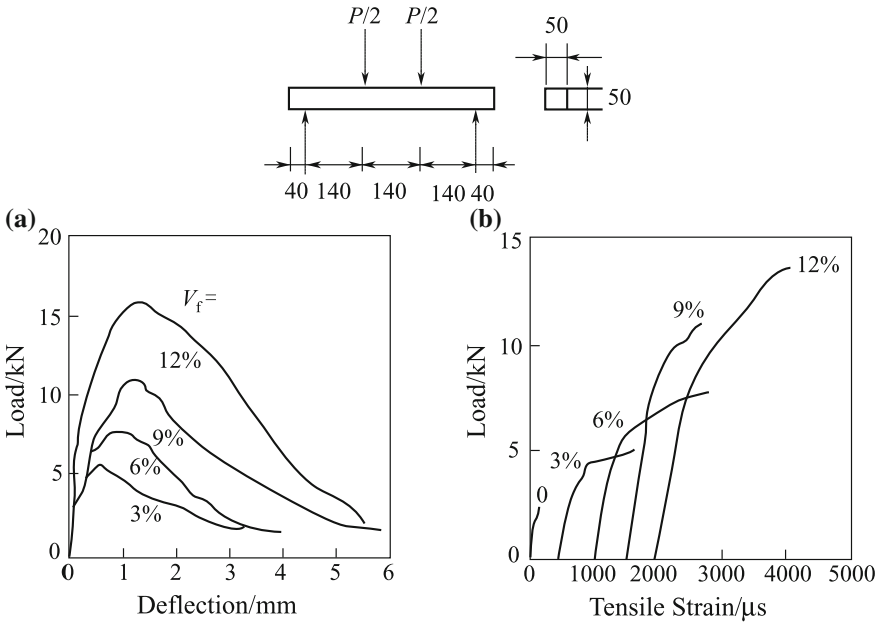 P/2 P/2
50
50
40 140 140 140 40
(a)
20
15
10
5
0
0 1 2 3 4 5 6
Load/kN
Deflection/mm
Vf=
12%
9%
6%
3%
(b)
15
10
5
0
0 1000 2000 3000 4000 5000
Load/kN
Tensile Strain/μs
12%
9%
6%
3%
0